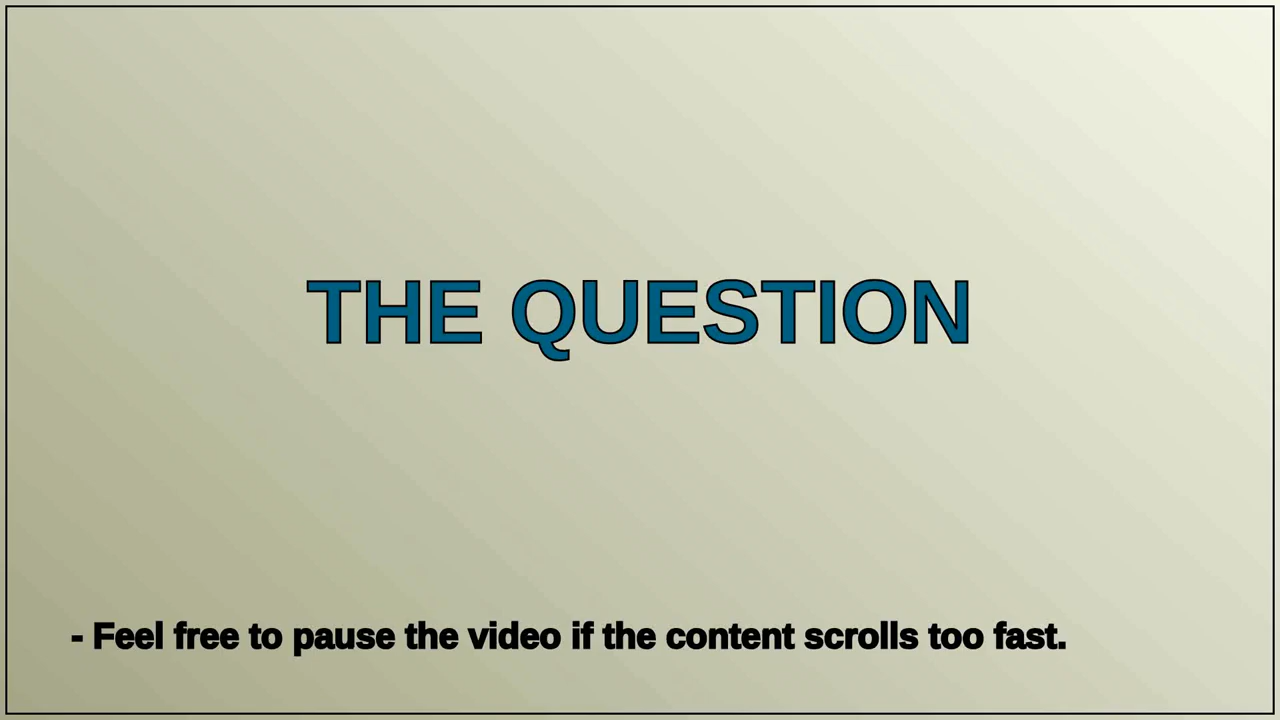 THE QUESTION
- Feel free to pause the video if the content scrolls too fast.